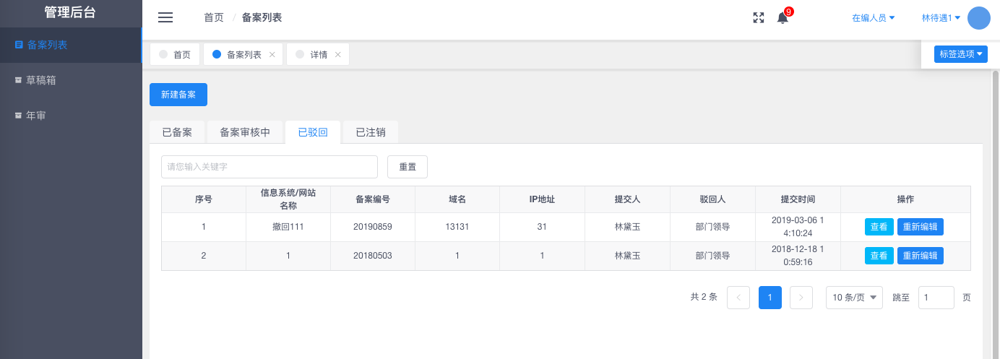 管理后台
首页 / 备案列表
9
在编人员
林待遇1
备案列表
草稿箱
年审
首页
备案列表
详情
标签选项
新建备案
已备案
备案审核中
已驳回
已注销
请您输入关键字
重置
序号
信息系统/网站
名称
备案编号
域名
IP地址
提交人
驳回人
提交时间
操作
1
撤回111
20190859
13131
31
林黛玉
部门领导
2019-03-06 1
4:10:24
查看
重新编辑
2
1
20180503
1
1
林黛玉
部门领导
2018-12-18 1
0:59:16
查看
重新编辑
共 2 条
1
10 条/页
跳至
1
页